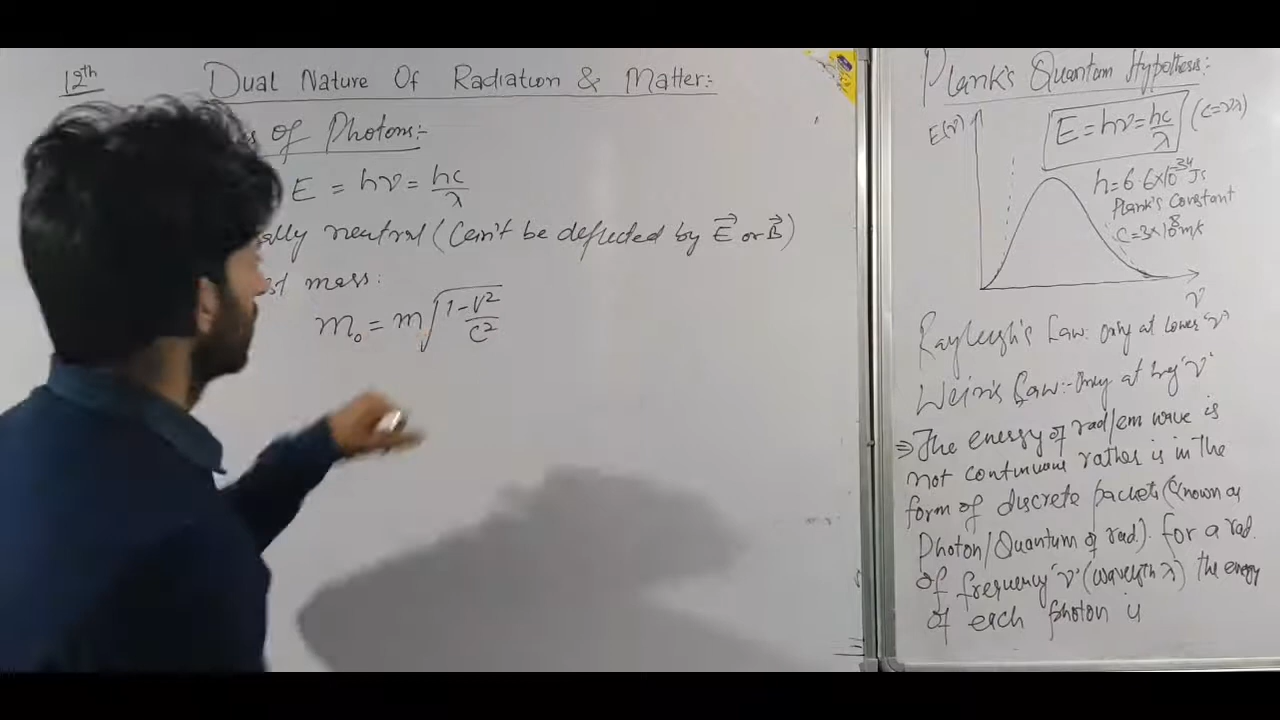 12th
Dual Nature Of Radiation & Matter:-
of Photons:-
E = hν = hc/λ
ally neutral (Can't be deflected by E⃗ or B⃗)
st mass:
m₀ = m√(1-V²/c²)
Plank's Quantum Hypothesis:-
E(ν)
E = hν = hc/λ (c=νλ)
h = 6.6×10⁻³⁴ Js
Plank's Constant
C = 3×10⁸ m/s
ν
Rayleigh's Law: Only at lower 'ν'
Wein's Law:- Only at hig 'ν'
⇒ The energy of rad/em wave is
not continuous rather is in the
form of discrete packets (known as
Photon/Quantum of rad.). for a rad.
of frequency 'ν' (wavelength λ) the energy
of each photon is